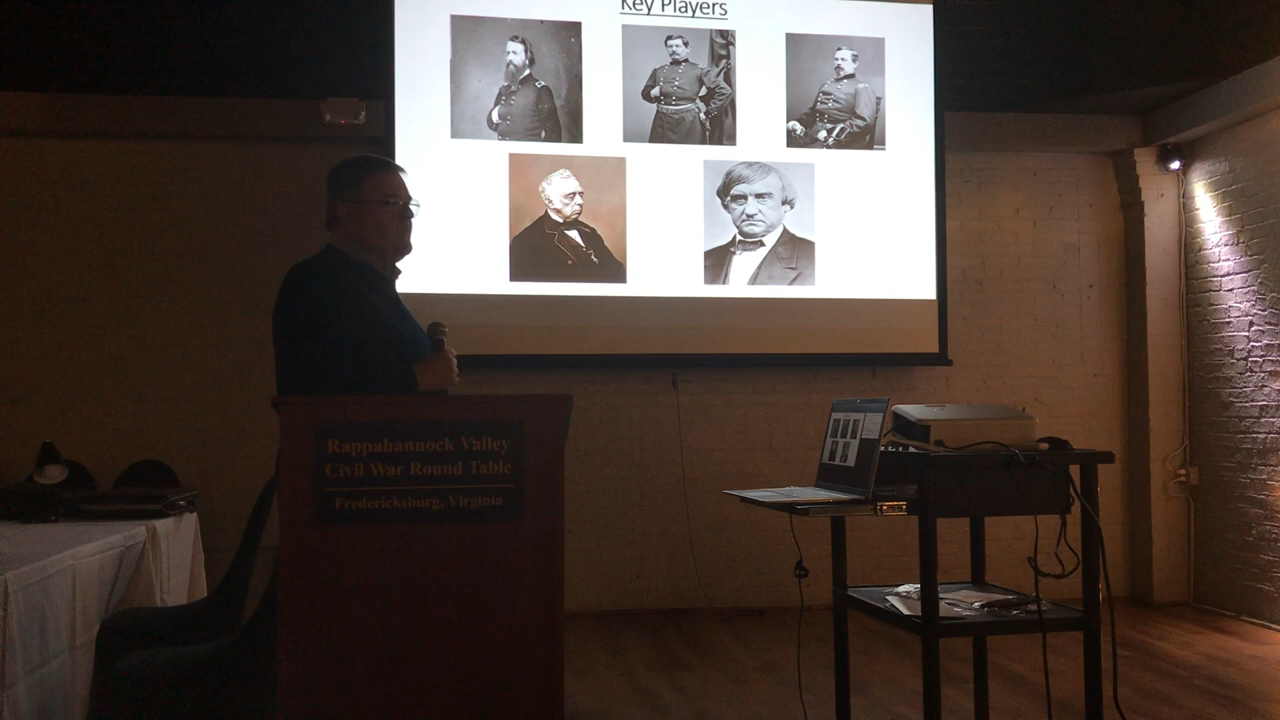 Key Players
Rappahannock Valley
Civil War Round Table
Fredericksburg, Virginia